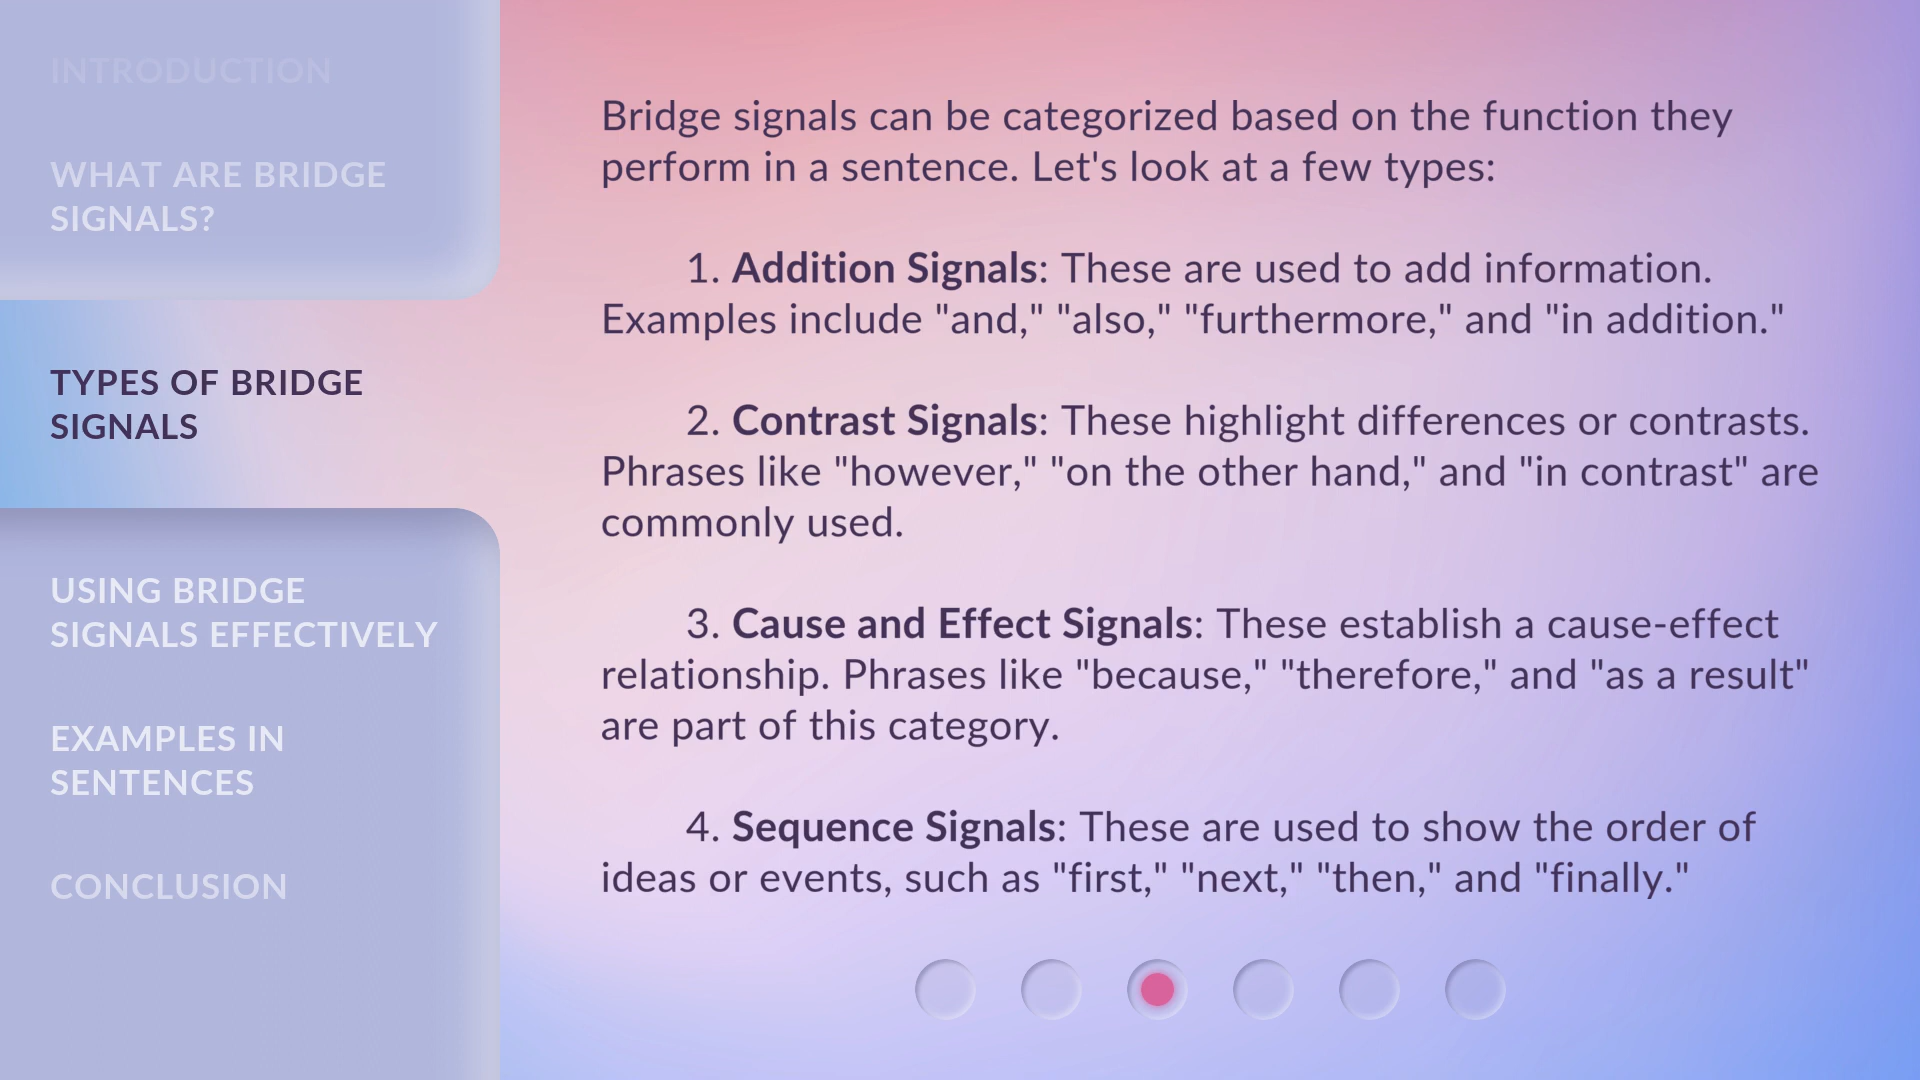 INTRODUCTION
WHAT ARE BRIDGE
SIGNALS?
TYPES OF BRIDGE
SIGNALS
USING BRIDGE
SIGNALS EFFECTIVELY
EXAMPLES IN
SENTENCES
CONCLUSION
Bridge signals can be categorized based on the function they
perform in a sentence. Let's look at a few types:
1. Addition Signals: These are used to add information.
Examples include "and," "also," "furthermore," and "in addition."
2. Contrast Signals: These highlight differences or contrasts.
Phrases like "however," "on the other hand," and "in contrast" are
commonly used.
3. Cause and Effect Signals: These establish a cause-effect
relationship. Phrases like "because," "therefore," and "as a result"
are part of this category.
4. Sequence Signals: These are used to show the order of
ideas or events, such as "first," "next," "then," and "finally."